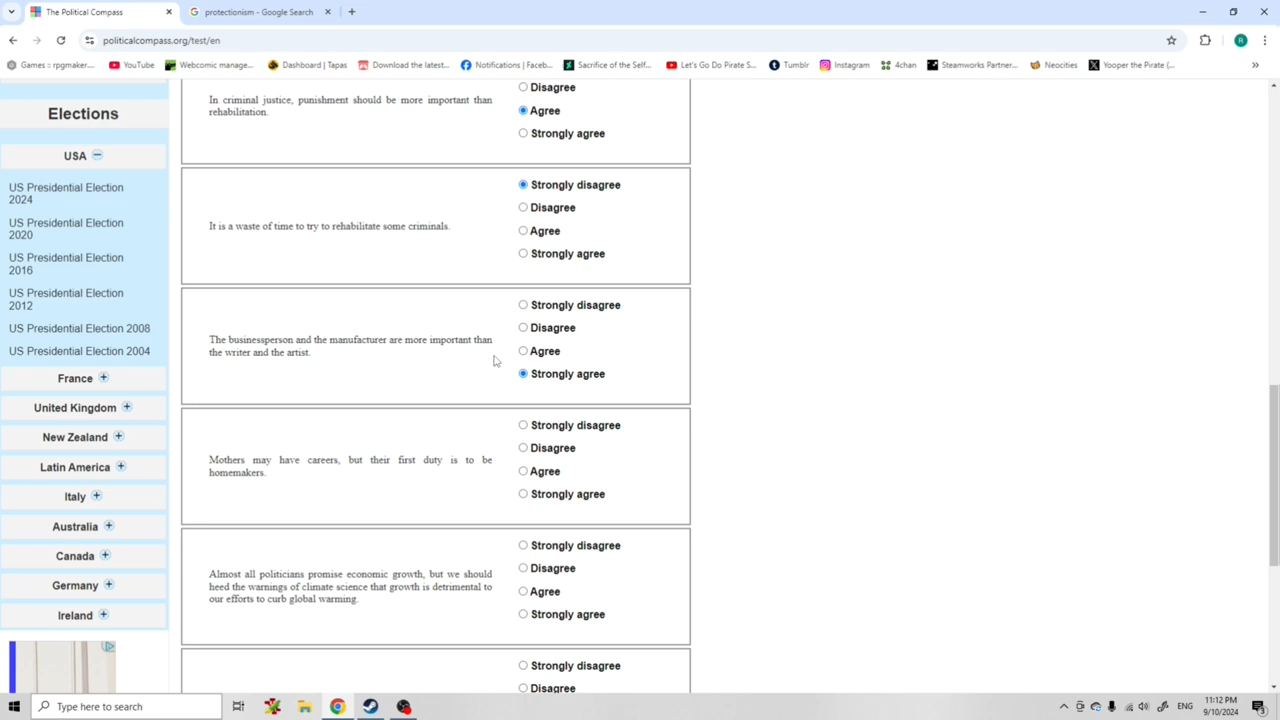 The Political Compass
protectionism - Google Search
politicalcompass.org/test/en
Games :: rpgmaker....
YouTube
Webcomic manage...
Dashboard | Tapas
Download the latest...
Notifications | Faceb...
Sacrifice of the Self...
Let's Go Do Pirate S...
Tumblr
Instagram
4chan
Steamworks Partner...
Neocities
Yooper the Pirate (...
Elections
USA
US Presidential Election
2024
US Presidential Election
2020
US Presidential Election
2016
US Presidential Election
2012
US Presidential Election 2008
US Presidential Election 2004
France
United Kingdom
New Zealand
Latin America
Italy
Australia
Canada
Germany
Ireland
In criminal justice, punishment should be more important than
rehabilitation.
Disagree
Agree
Strongly agree
It is a waste of time to try to rehabilitate some criminals.
Strongly disagree
Disagree
Agree
Strongly agree
The businessperson and the manufacturer are more important than
the writer and the artist.
Strongly disagree
Disagree
Agree
Strongly agree
Mothers may have careers, but their first duty is to be
homemakers.
Strongly disagree
Disagree
Agree
Strongly agree
Almost all politicians promise economic growth, but we should
heed the warnings of climate science that growth is detrimental to
our efforts to curb global warming.
Strongly disagree
Disagree
Agree
Strongly agree
Strongly disagree
Disagree
Type here to search
ENG
11:12 PM
9/10/2024